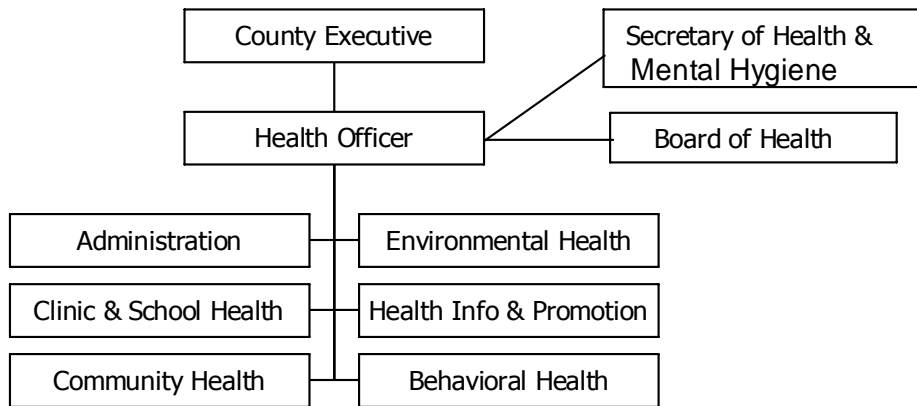 County Executive
Secretary of Health &
Mental Hygiene
Health Officer
Board of Health
Administration
Environmental Health
Clinic & School Health
Health Info & Promotion
Community Health
Behavioral Health